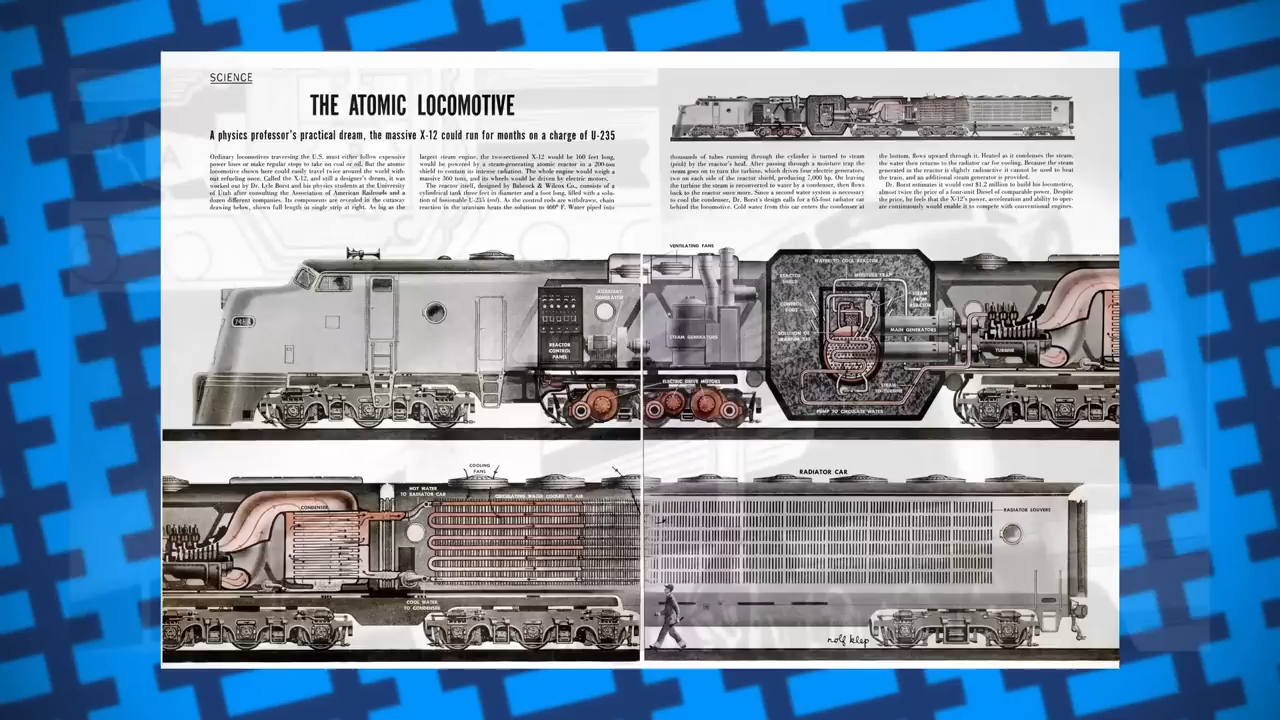 SCIENCE
THE ATOMIC LOCOMOTIVE
A physics professor's practical dream, the massive X-12 could run for months on a charge of U-235
Ordinary locomotives traversing the U.S. must either follow expensive
power lines or make regular stops to take on coal or oil. But the atomic
locomotive shown here could easily travel twice around the world with-
out refueling once. Called the X-12, and still a designer's dream, it was
worked out by Dr. Lyle Borst and his physics students at the University
of Utah after consulting the Association of American Railroads and a
dozen different companies. Its components are revealed in the cutaway
drawing below, shown full length in single strip at right. As big as the
largest steam engine, the two-sectioned X-12 would be 160 feet long,
would be powered by a steam-generating atomic reactor in a 200-ton
shield to contain its intense radiation. The whole engine would weigh a
massive 360 tons, and its wheels would be driven by electric motors.
The reactor itself, designed by Babcock & Wilcox Co., consists of a
cylindrical tank three feet in diameter and a foot long, filled with a solu-
tion of fissionable U-235 (red). As the control rods are withdrawn, chain
reaction in the uranium heats the solution to 460° F. Water piped into
thousands of tubes running through the cylinder is turned to steam
(pink) by the reactor's heat. After passing through a moisture trap the
steam goes on to turn the turbine, which drives four electric generators,
two on each side of the reactor shield, producing 7,000 hp. On leaving
the turbine the steam is reconverted to water by a condenser, then flows
back to the reactor once more. Since a second water system is necessary
to cool the condenser, Dr. Borst's design calls for a 65-foot radiator car
behind the locomotive. Cold water from this car enters the condenser at
the bottom, flows upward through it. Heated as it condenses the steam,
the water then returns to the radiator car for cooling. Because the steam
generated in the reactor is slightly radioactive it cannot be used to heat
the train, and an additional steam generator is provided.
Dr. Borst estimates it would cost $1.2 million to build his locomotive,
almost twice the price of a four-unit Diesel of comparable power. Despite
the price, he feels that the X-12's power, acceleration and ability to oper-
ate continuously would enable it to compete with conventional engines.
VENTILATING FANS
WATER TO COOL REACTOR
MOISTURE TRAP
REACTOR
SHIELD
STEAM
FROM
REACTOR
AUXILIARY
GENERATOR
CONTROL
RODS
MAIN GENERATORS
SOLUTION OF
URANIUM 235
STEAM GENERATORS
REACTOR
CONTROL
PANEL
TURBINE
ELECTRIC DRIVE MOTORS
STEAM
TO TURBINE
PUMP TO CIRCULATE WATER
COOLING
FANS
RADIATOR CAR
HOT WATER
TO RADIATOR CAR
CIRCULATING WATER COOLED BY AIR
CONDENSER
RADIATOR LOUVERS
COOL WATER
TO CONDENSER
rolf klep